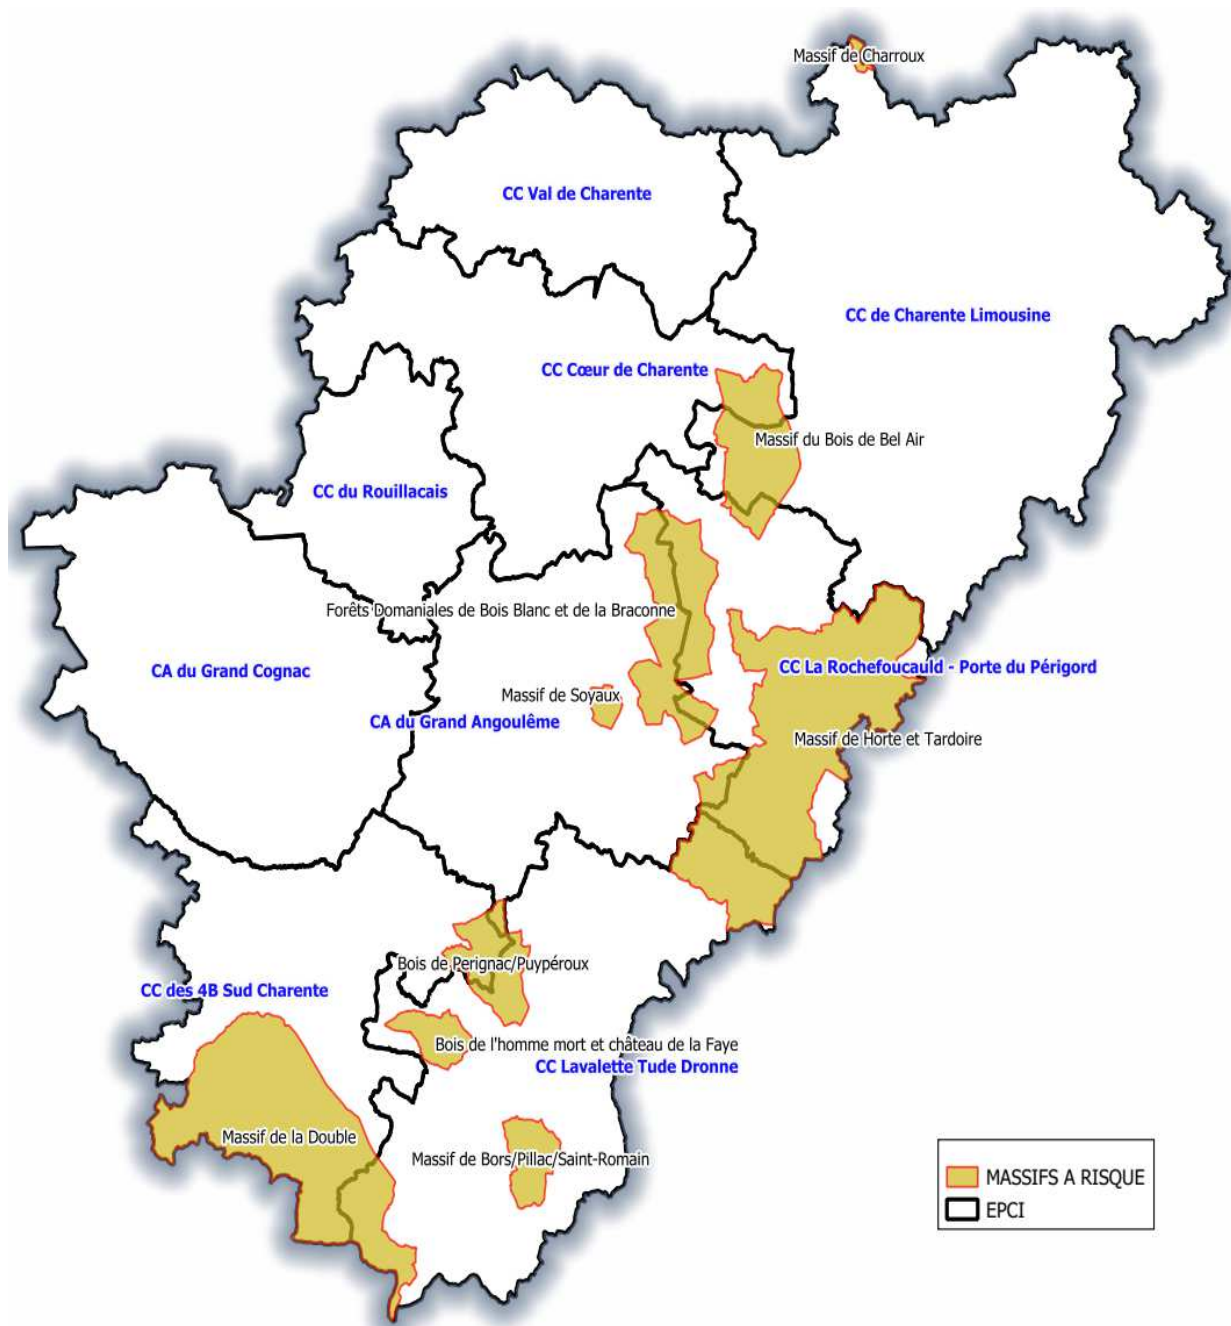 Massif de Charroux
CC Val de Charente
CC de Charente Limousine
CC Cœur de Charente
Massif du Bois de Bel Air
CC du Rouillacais
Forêts Domaniales de Bois Blanc et de la Braconne
CA du Grand Cognac
CC La Rochefoucauld - Porte du Périgord
Massif de Soyaux
CA du Grand Angoulême
Massif de Horte et Tardoire
Bois de Perignac/Puypéroux
CC des 4B Sud Charente
Bois de l'homme mort et château de la Faye
CC Lavalette Tude Dronne
Massif de la Double
Massif de Bors/Pillac/Saint-Romain
MASSIFS A RISQUE
EPCI